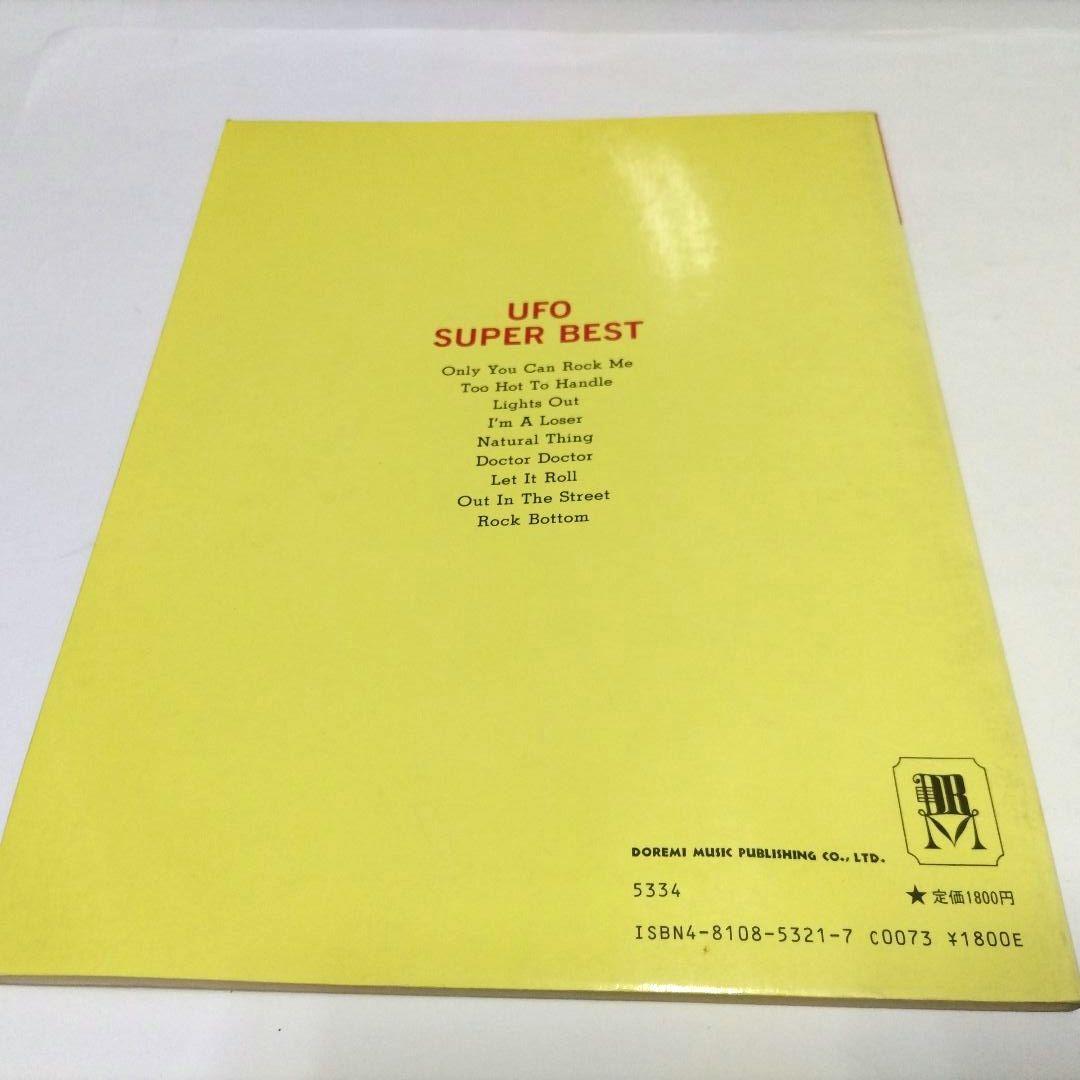 UFO
SUPER BEST
Only You Can Rock Me
Too Hot To Handle
Lights Out
I'm A Loser
Natural Thing
Doctor Doctor
Let It Roll
Out In The Street
Rock Bottom
DRM
DOREMI MUSIC PUBLISHING CO., LTD.
5334
★定価1800円
ISBN4-8108-5321-7 C0073 ¥1800E